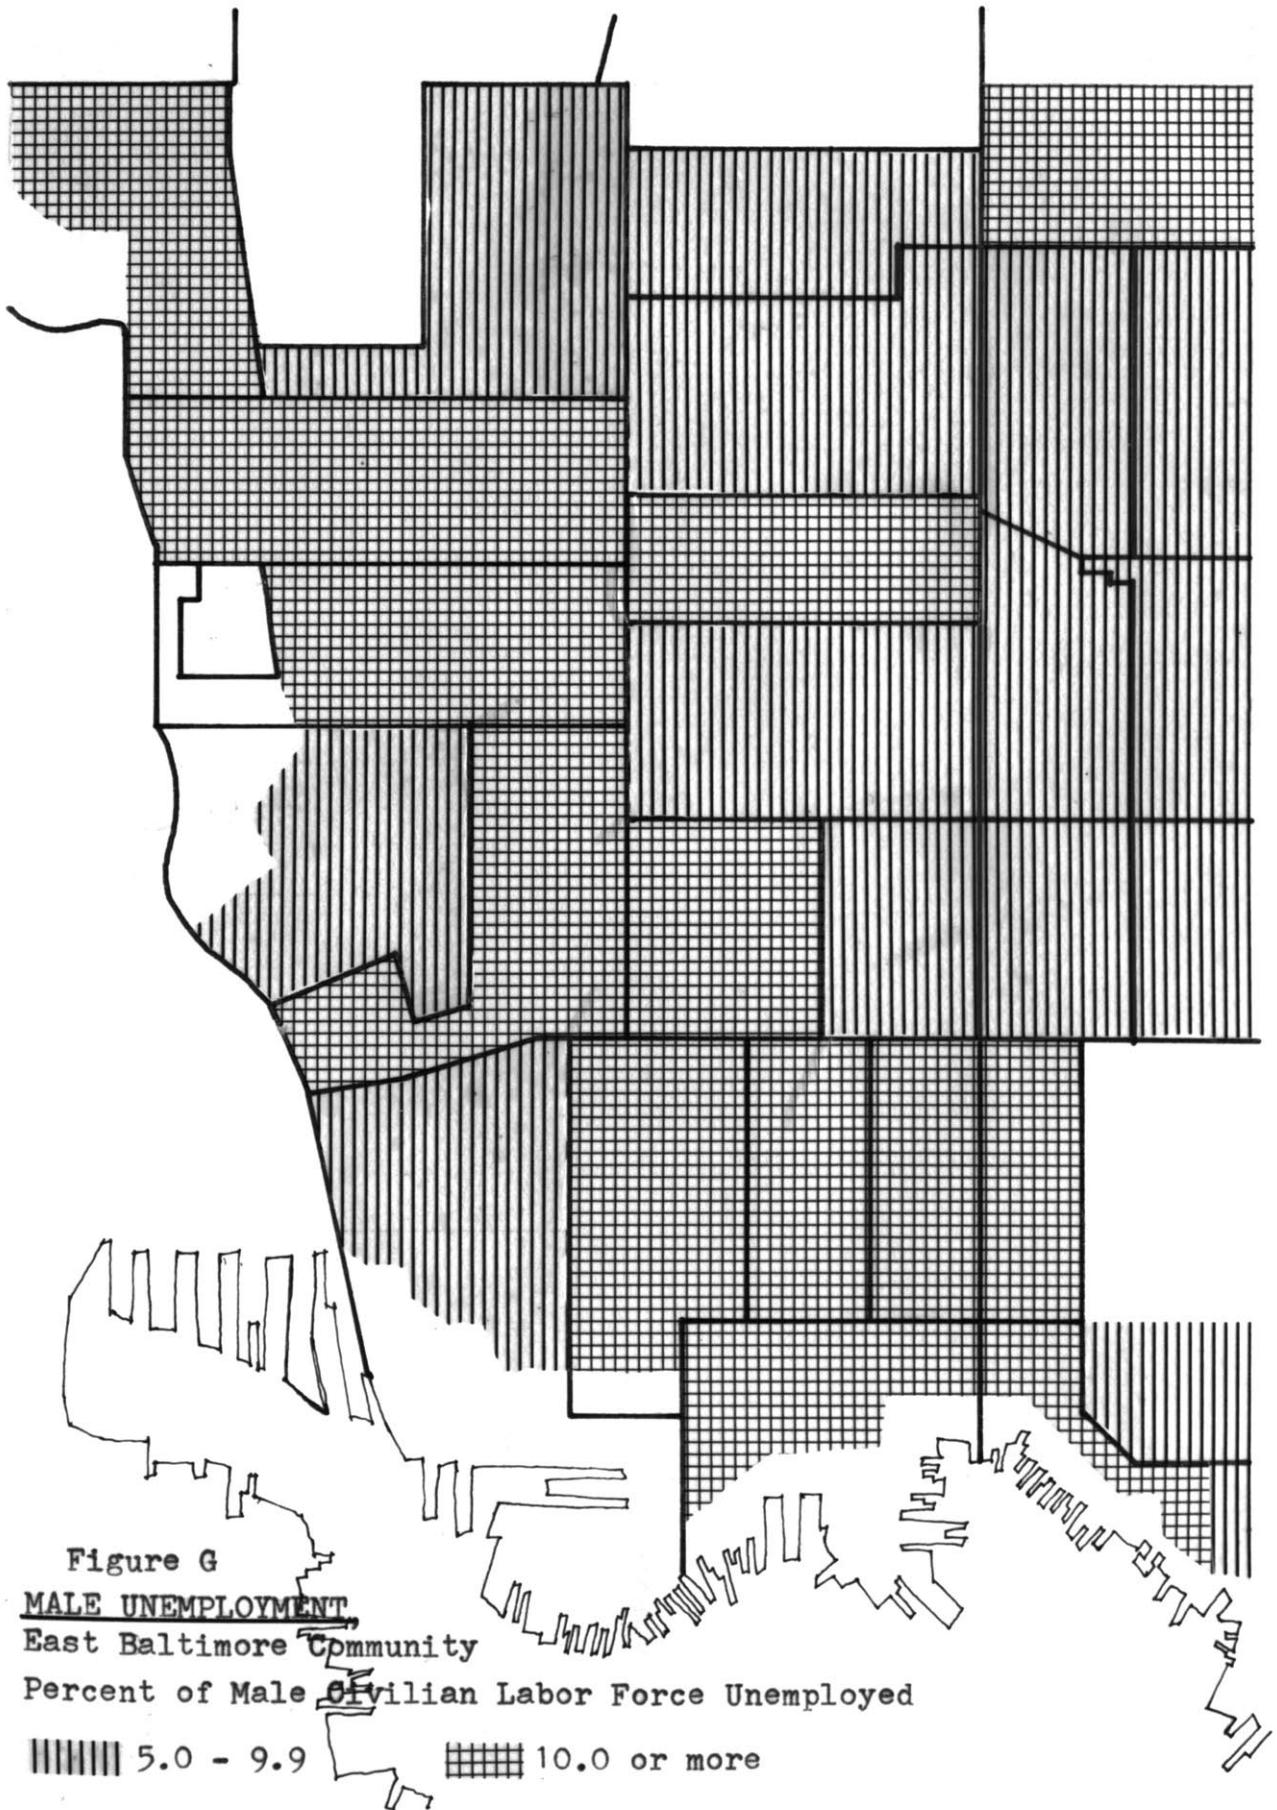 Figure G
MALE UNEMPLOYMENT
East Baltimore Community
Percent of Male Civilian Labor Force Unemployed
5.0 - 9.9 10.0 or more